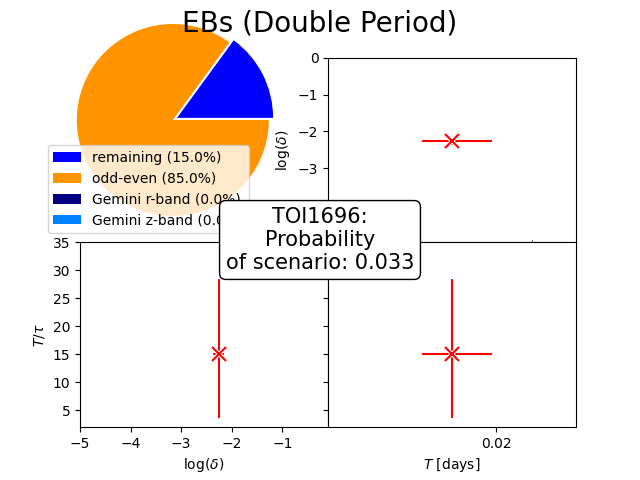 EBs (Double Period)
remaining (15.0%)
odd-even (85.0%)
Gemini r-band (0.0%)
Gemini z-band (0.0
log(δ)
0
−1
−2
−3
TOI1696:
Probability
of scenario: 0.033
T/τ
35
30
25
20
15
10
5
−5
−4
−3
−2
−1
log(δ)
0.02
T [days]